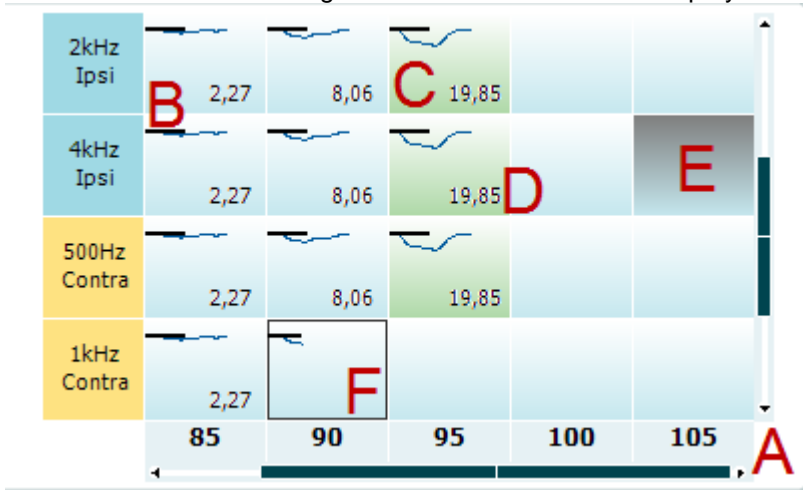 2kHz
Ipsi
2,27 8,06 19,85
B C
4kHz
Ipsi
2,27 8,06 19,85
D E
500Hz
Contra
2,27 8,06 19,85
1kHz
Contra
2,27
F
85 90 95 100 105
A